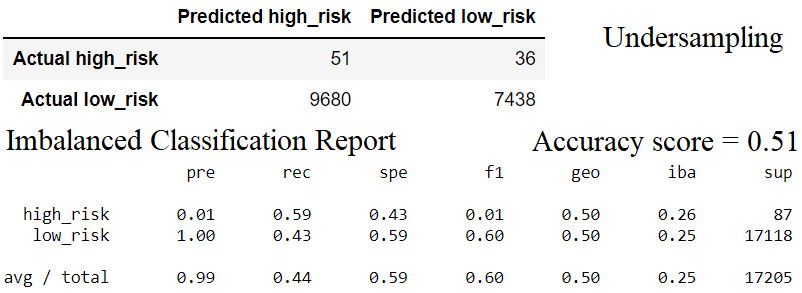 Predicted high_risk Predicted low_risk
Undersampling
Actual high_risk 51 36
Actual low_risk 9680 7438
Imbalanced Classification Report Accuracy score = 0.51
pre rec spe f1 geo iba sup
high_risk 0.01 0.59 0.43 0.01 0.50 0.26 87
low_risk 1.00 0.43 0.59 0.60 0.50 0.25 17118
avg / total 0.99 0.44 0.59 0.60 0.50 0.25 17205